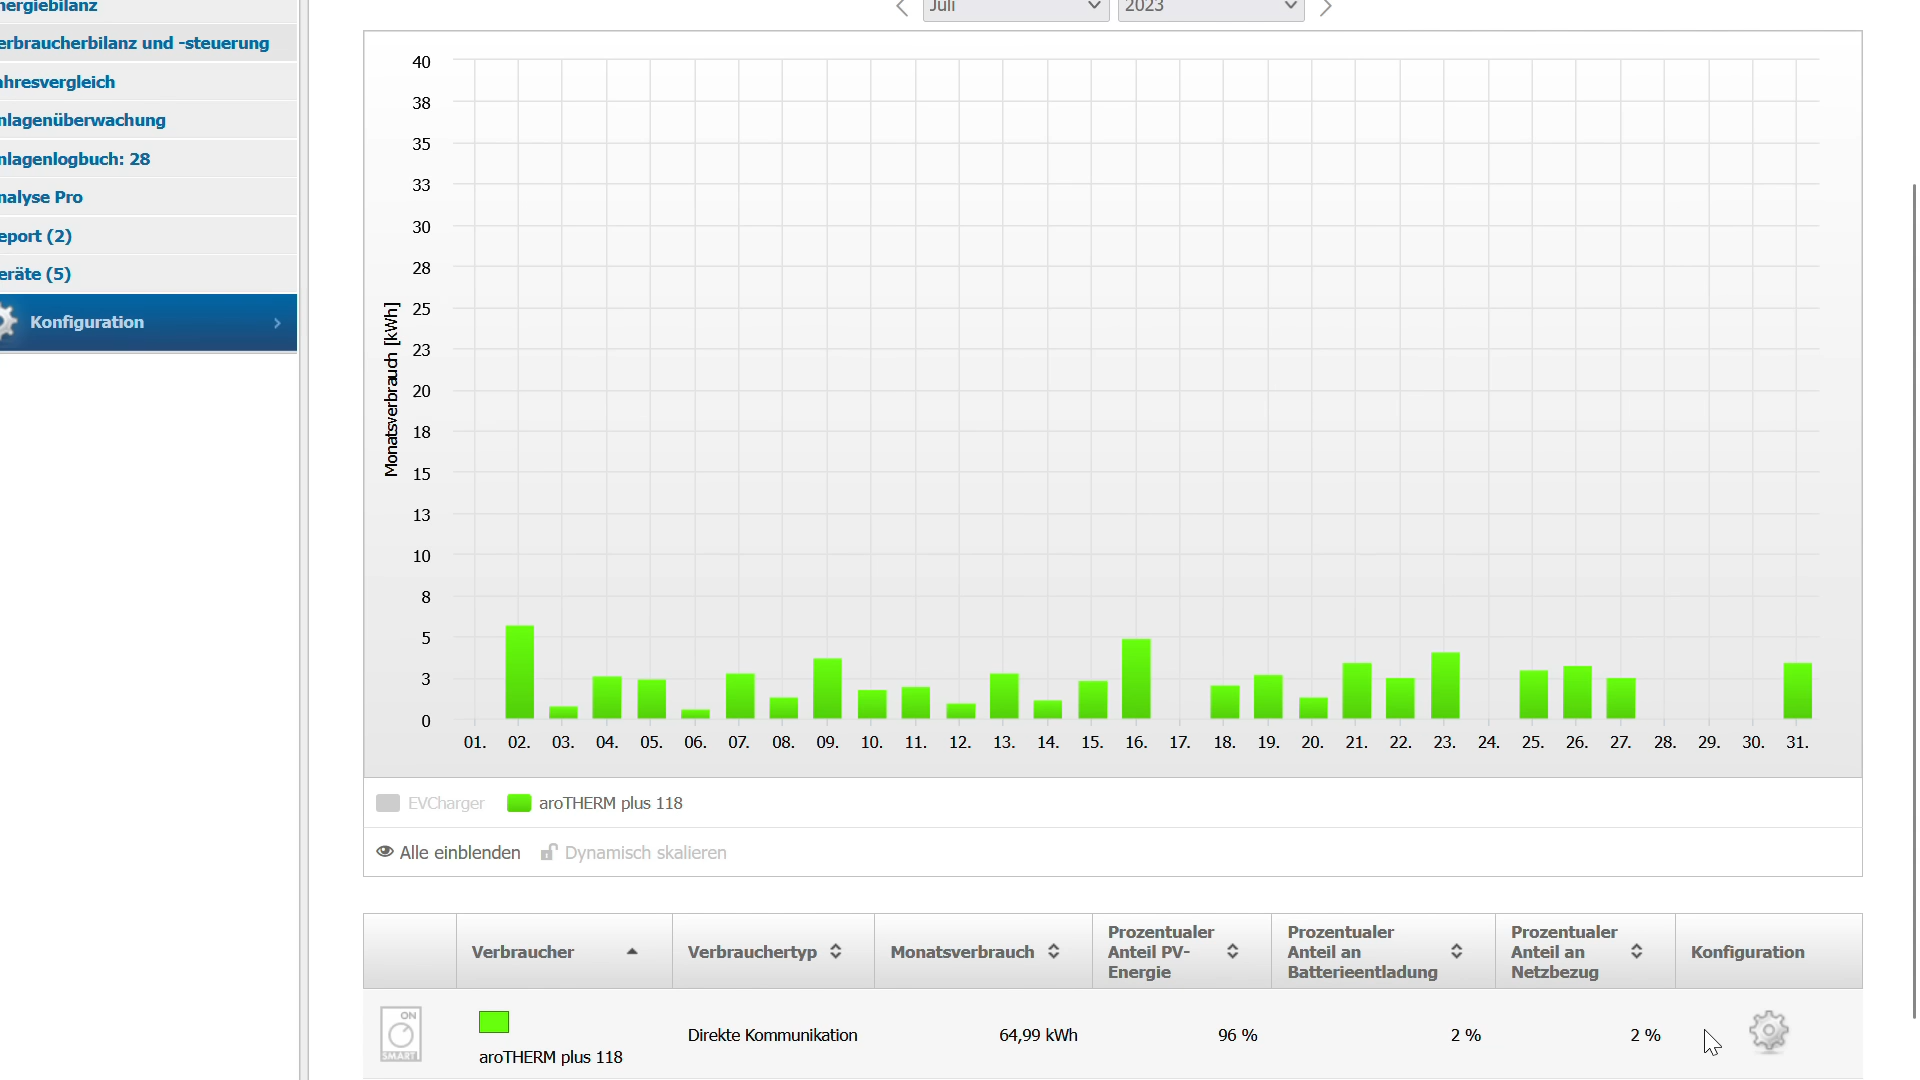 nergiebilanz
erbraucherbilanz und -steuerung
ahresvergleich
nlagenüberwachung
nlagenlogbuch: 28
nalyse Pro
eport (2)
eräte (5)
Konfiguration
Juli 2023
Monatsverbrauch [kWh]
40
38
35
33
30
28
25
23
20
18
15
13
10
8
5
3
0
01. 02. 03. 04. 05. 06. 07. 08. 09. 10. 11. 12. 13. 14. 15. 16. 17. 18. 19. 20. 21. 22. 23. 24. 25. 26. 27. 28. 29. 30. 31.
EVCharger aroTHERM plus 118
Alle einblenden Dynamisch skalieren
Verbraucher
Verbrauchertyp
Monatsverbrauch
Prozentualer
Anteil PV-
Energie
Prozentualer
Anteil an
Batterieentladung
Prozentualer
Anteil an
Netzbezug
Konfiguration
ON
SMART
aroTHERM plus 118
Direkte Kommunikation
64,99 kWh
96 %
2 %
2 %